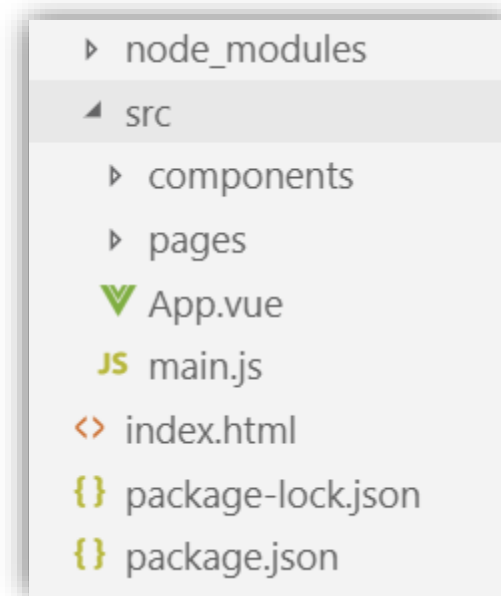 node_modules
src
components
pages
App.vue
JS main.js
<> index.html
{} package-lock.json
{} package.json